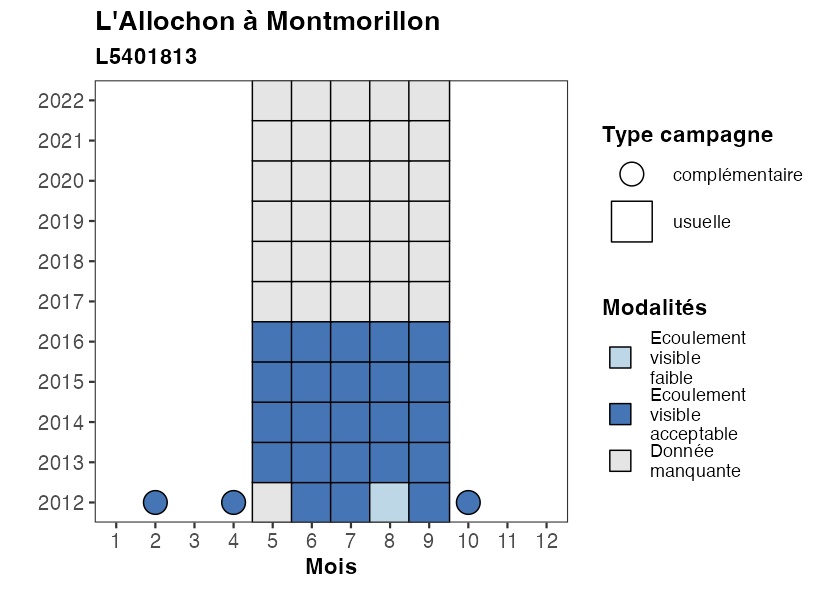 L'Allochon à Montmorillon
L5401813
2022
2021
2020
2019
2018
2017
2016
2015
2014
2013
2012
1 2 3 4 5 6 7 8 9 10 11 12
Mois
Type campagne
complémentaire
usuelle
Modalités
Ecoulement
visible
faible
Ecoulement
visible
acceptable
Donnée
manquante